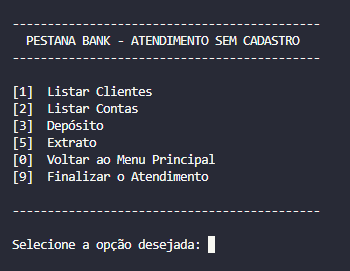 --------------------------------------------
PESTANA BANK - ATENDIMENTO SEM CADASTRO
--------------------------------------------
[1] Listar Clientes
[2] Listar Contas
[3] Depósito
[5] Extrato
[0] Voltar ao Menu Principal
[9] Finalizar o Atendimento
--------------------------------------------
Selecione a opção desejada: